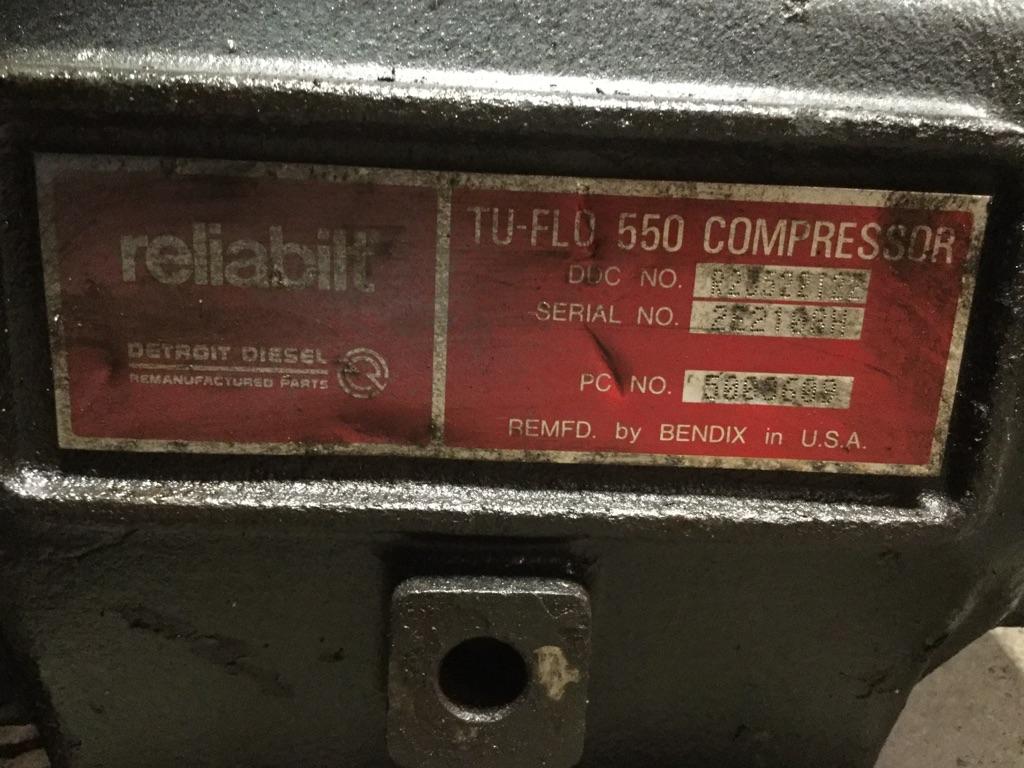 reliabilt
DETROIT DIESEL
REMANUFACTURED PARTS
TU-FLO 550 COMPRESSOR
DDC NO.
SERIAL NO.
PC NO.
REMFD. by BENDIX in U.S.A.